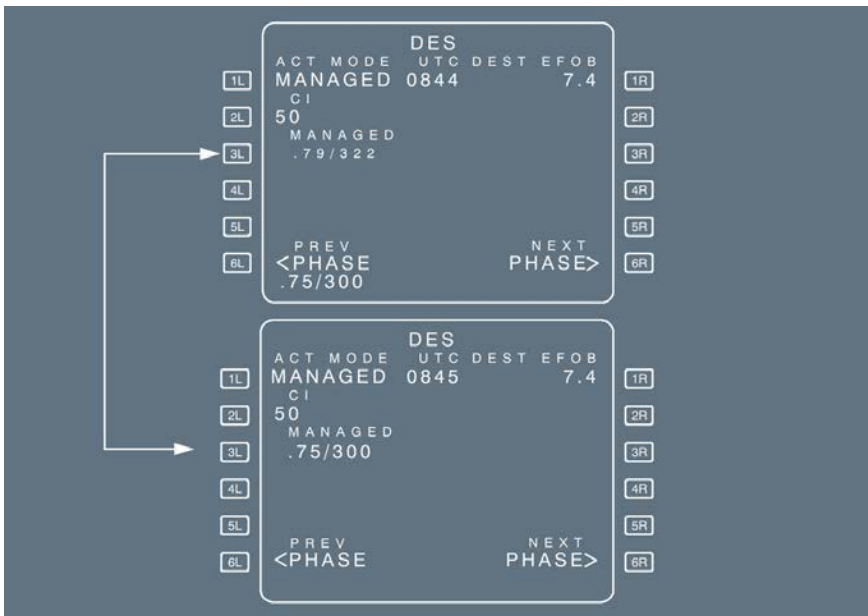 DES
ACT MODE UTC DEST EFOB
1L MANAGED 0844 7.4 1R
CI
2L 50 2R
MANAGED
3L .79/322 3R
4L 4R
5L 5R
PREV NEXT
6L <PHASE PHASE> 6R
.75/300
DES
ACT MODE UTC DEST EFOB
1L MANAGED 0845 7.4 1R
CI
2L 50 2R
MANAGED
3L .75/300 3R
4L 4R
5L 5R
PREV NEXT
6L <PHASE PHASE> 6R